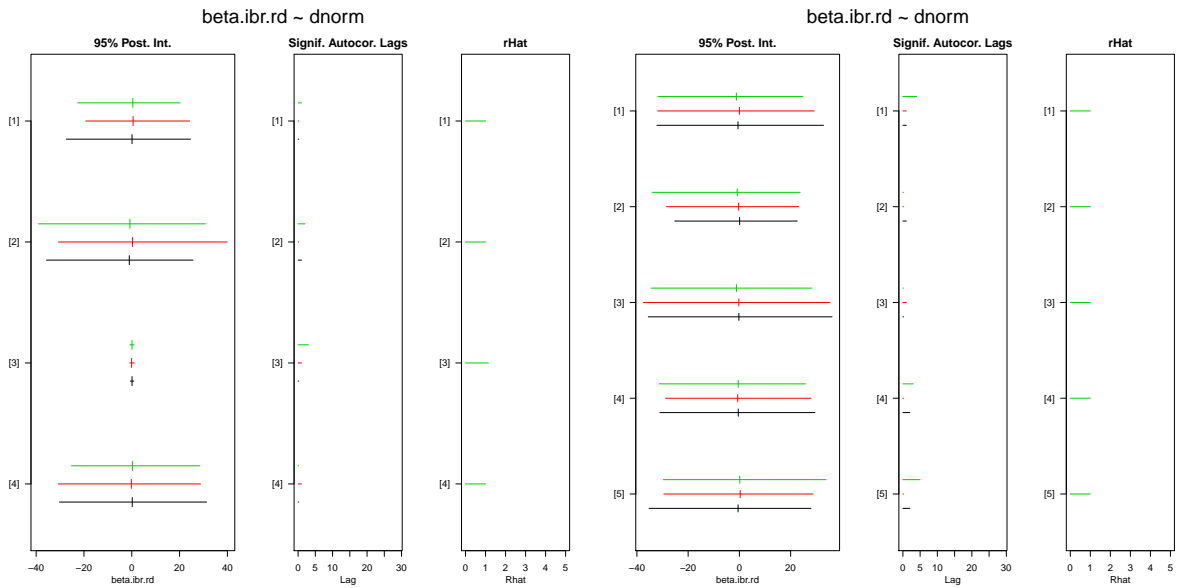 beta.ibr.rd ~ dnorm
95% Post. Int.
Signif. Autocor. Lags
rHat
[1]
[2]
[3]
[4]
−40 −20 0 20 40
beta.ibr.rd
[1]
[2]
[3]
[4]
0 5 10 20 30
Lag
[1]
[2]
[3]
[4]
0 1 2 3 4 5
Rhat
beta.ibr.rd ~ dnorm
95% Post. Int.
Signif. Autocor. Lags
rHat
[1]
[2]
[3]
[4]
[5]
−40 −20 0 20
beta.ibr.rd
[1]
[2]
[3]
[4]
[5]
0 5 10 20 30
Lag
[1]
[2]
[3]
[4]
[5]
0 1 2 3 4 5
Rhat